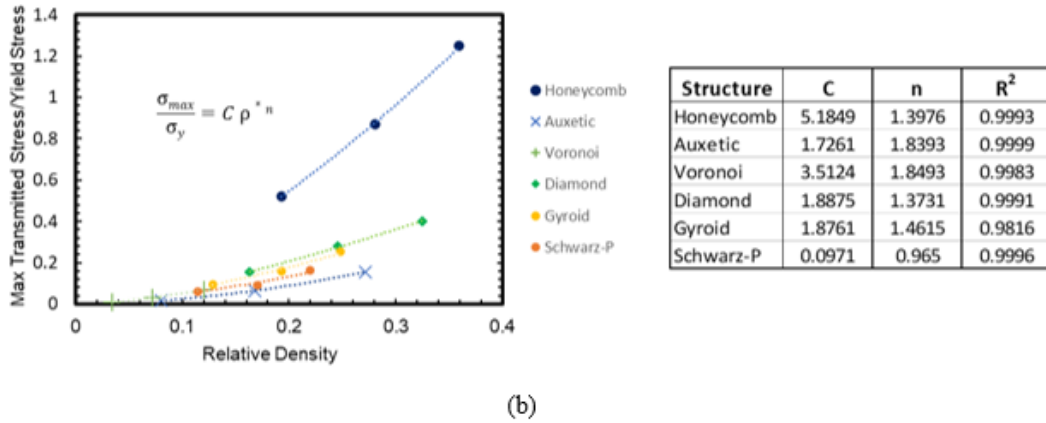 1.4
1.2
1
0.8
0.6
0.4
0.2
0
Max Transmitted Stress/Yield Stress
σmax/σy = C ρ* n
0 0.1 0.2 0.3 0.4
Relative Density
Honeycomb
Auxetic
Voronoi
Diamond
Gyroid
Schwarz-P
Structure C n R²
Honeycomb 5.1849 1.3976 0.9993
Auxetic 1.7261 1.8393 0.9999
Voronoi 3.5124 1.8493 0.9983
Diamond 1.8875 1.3731 0.9991
Gyroid 1.8761 1.4615 0.9816
Schwarz-P 0.0971 0.965 0.9996
(b)